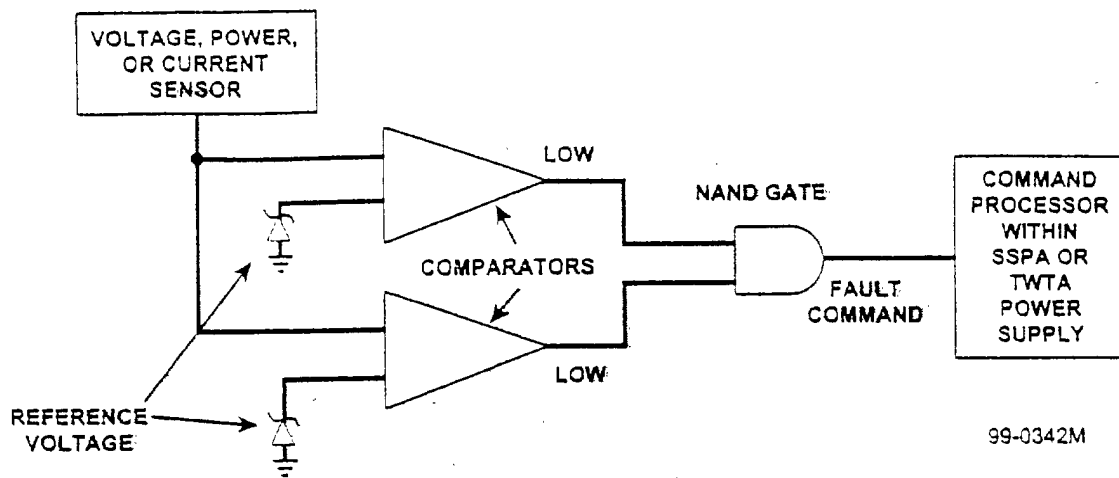 VOLTAGE, POWER,
OR CURRENT
SENSOR
LOW
NAND GATE
COMMAND
PROCESSOR
WITHIN
SSPA OR
TWTA
POWER
SUPPLY
COMPARATORS
FAULT
COMMAND
LOW
REFERENCE
VOLTAGE
99-0342M